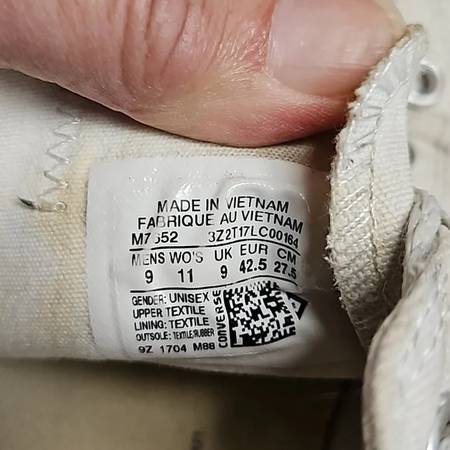 MADE IN VIETNAM
FABRIQUE AU VIETNAM
M7652 3Z2T17LC00164
MENS WO'S UK EUR CM
9 11 9 42.5 27.5
GENDER: UNISEX
UPPER TEXTILE
LINING: TEXTILE
OUTSOLE: TEXTILE/RUBBER
9Z 1704 M88
CONVERSE